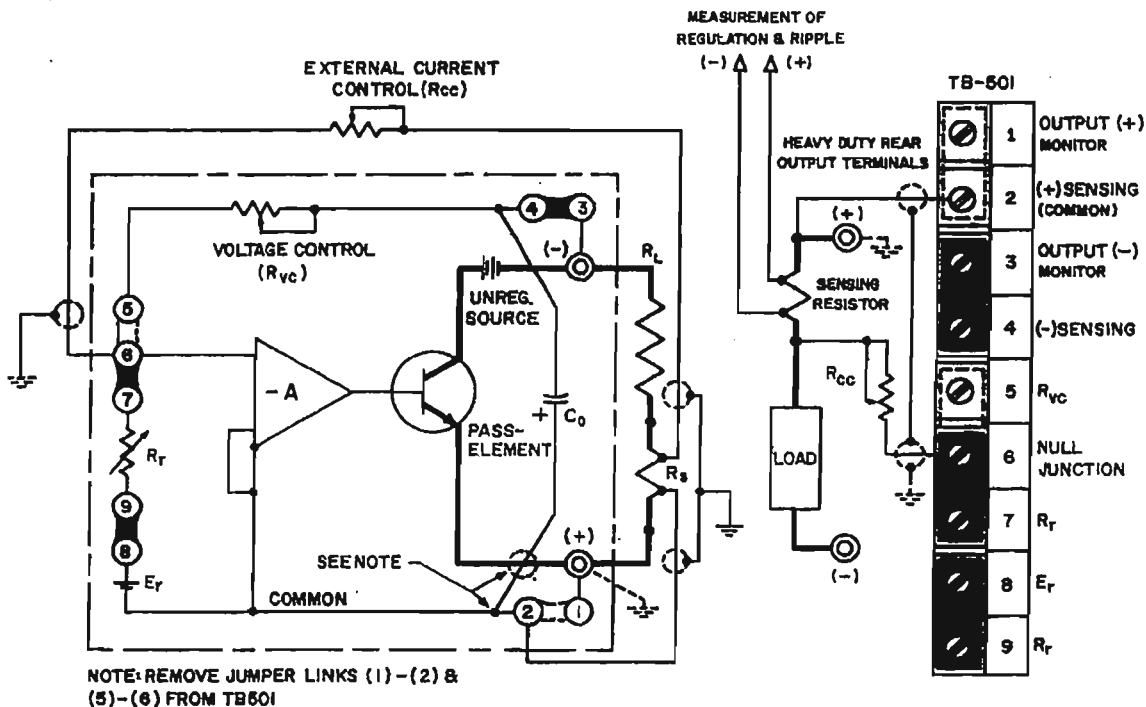 MEASUREMENT OF
REGULATION & RIPPLE
(-) (+)
TB-501
EXTERNAL CURRENT
CONTROL (Rcc)
HEAVY DUTY REAR
OUTPUT TERMINALS
1 OUTPUT (+)
MONITOR
2 (+) SENSING
(COMMON)
3 OUTPUT (-)
MONITOR
4 (-) SENSING
5 RVC
6 NULL
JUNCTION
7 Rr
8 Er
9 Rr
4 3
VOLTAGE CONTROL
(RVC)
(-)
RL
UNREG.
SOURCE
5
6
7
-A
+ C0
PASS-
ELEMENT
Rr
RS
9
8
Er
(+)
SEE NOTE
COMMON
2 1
(+)
SENSING
RESISTOR
RCC
LOAD
(-)
NOTE: REMOVE JUMPER LINKS (1)-(2) &
(5)-(6) FROM TB501